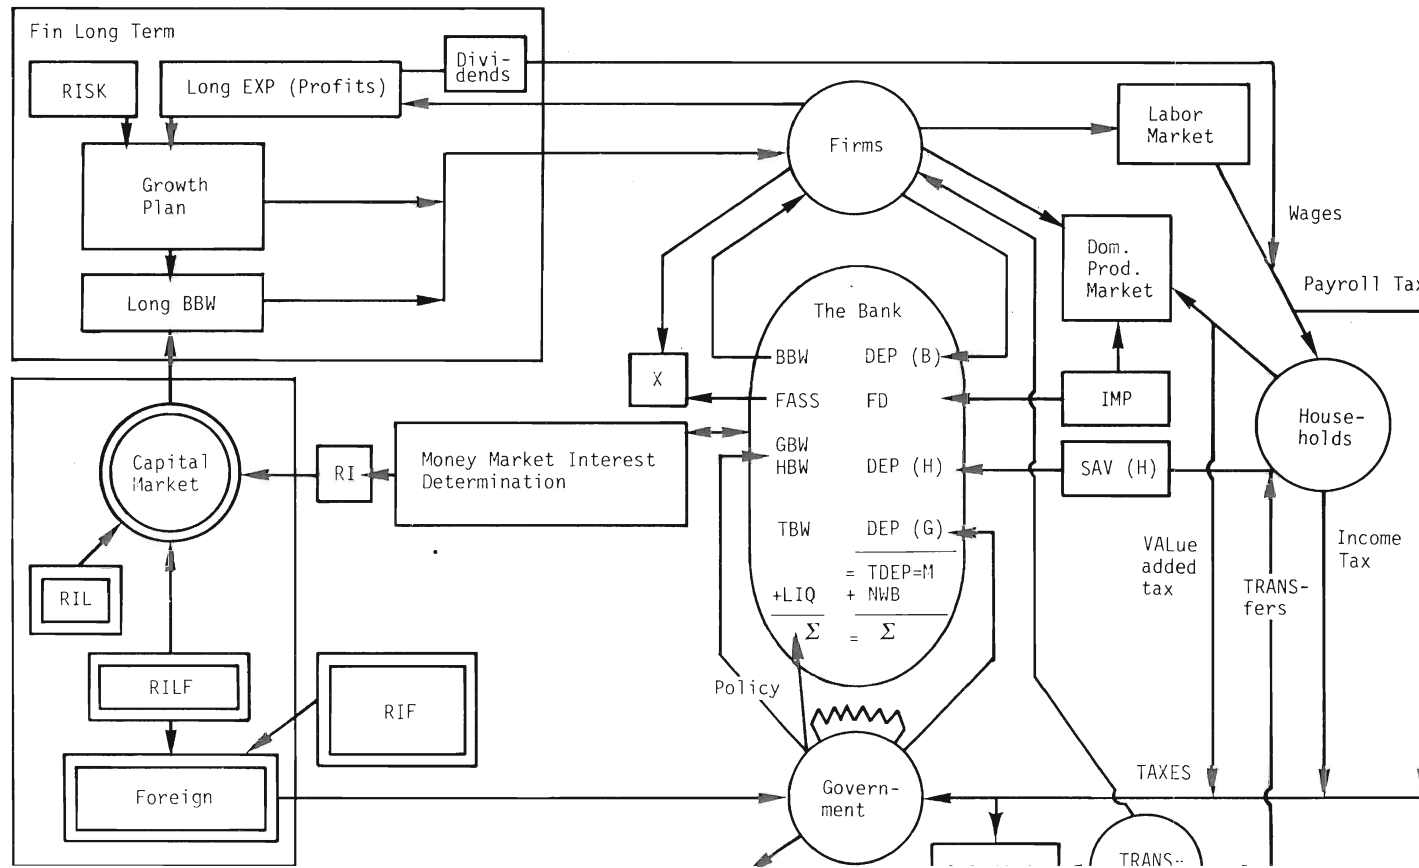 Fin Long Term
RISK
Long EXP (Profits)
Divi-
dends
Growth
Plan
Long BBW
Firms
Labor
Market
Wages
Dom.
Prod.
Market
Payroll Tax
The Bank
BBW
DEP (B)
X
FASS
FD
IMP
House-
holds
GBW
HBW
DEP (H)
SAV (H)
Capital
Market
RI
Money Market Interest
Determination
TBW
DEP (G)
= TDEP=M
+LIQ + NWB
Σ = Σ
VALue
added
tax
TRANS-
fers
Income
Tax
RIL
RILF
RIF
Policy
Foreign
Govern-
ment
TAXES
TRANS-